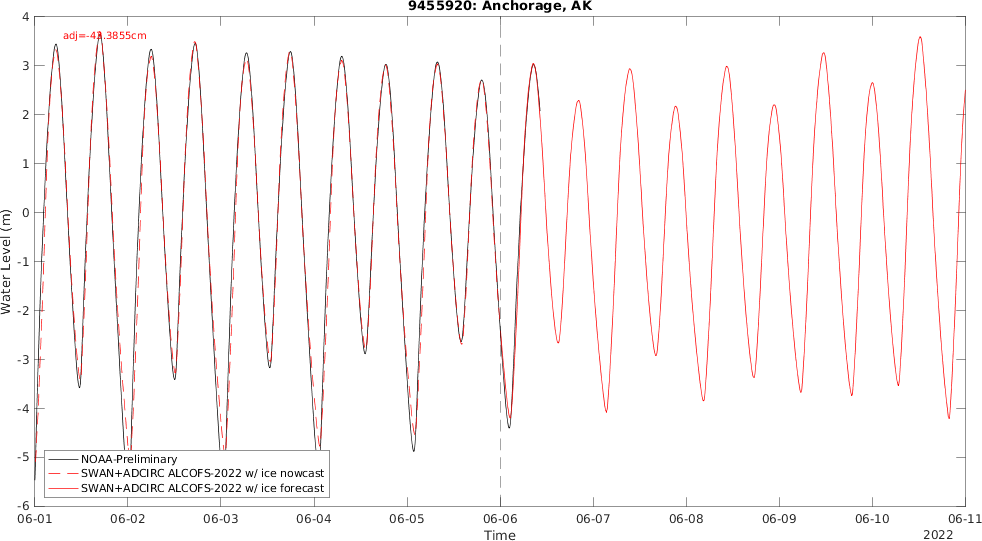 9455920: Anchorage, AK
adj=-43.3855cm
Water Level (m)
4
3
2
1
0
-1
-2
-3
-4
-5
-6
NOAA-Preliminary
SWAN+ADCIRC ALCOFS-2022 w/ ice nowcast
SWAN+ADCIRC ALCOFS-2022 w/ ice forecast
06-01 06-02 06-03 06-04 06-05 06-06 06-07 06-08 06-09 06-10 06-11
Time
2022